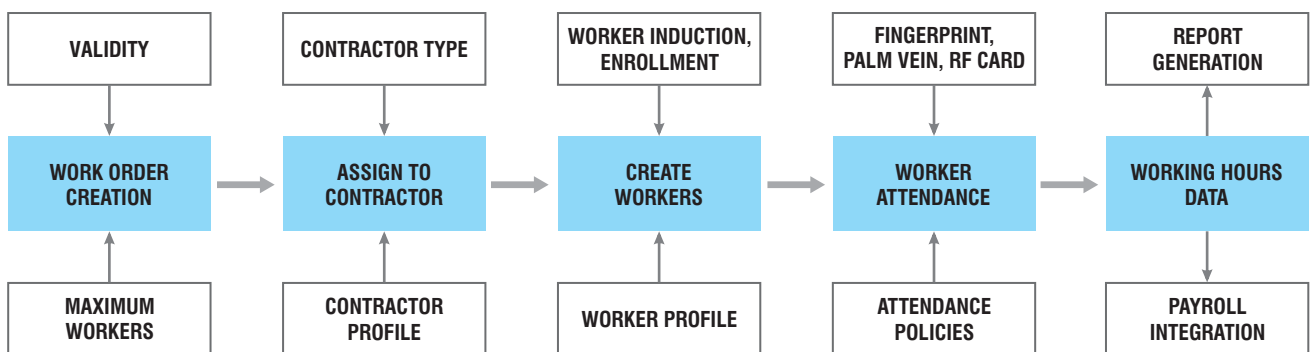 VALIDITY
CONTRACTOR TYPE
WORKER INDUCTION,
ENROLLMENT
FINGERPRINT,
PALM VEIN, RF CARD
REPORT
GENERATION
WORK ORDER
CREATION
ASSIGN TO
CONTRACTOR
CREATE
WORKERS
WORKER
ATTENDANCE
WORKING HOURS
DATA
MAXIMUM
WORKERS
CONTRACTOR
PROFILE
WORKER PROFILE
ATTENDANCE
POLICIES
PAYROLL
INTEGRATION